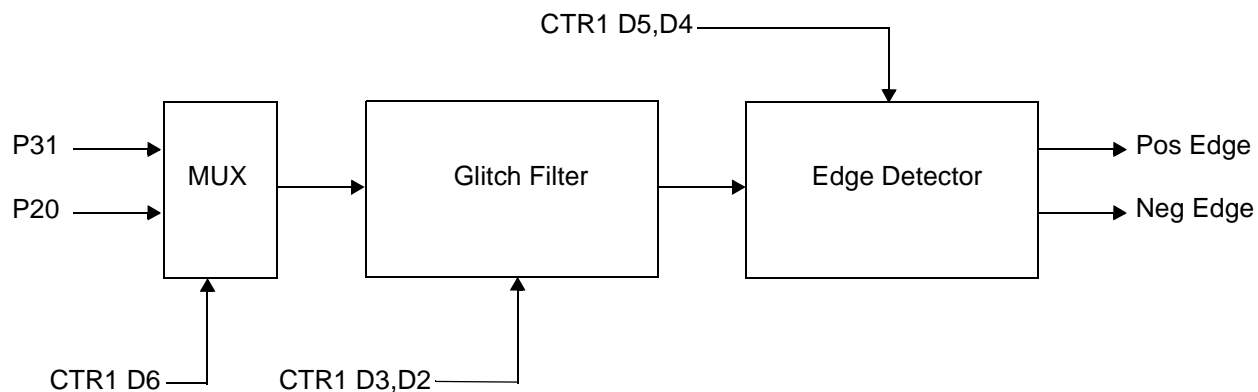 CTR1 D5,D4
P31
MUX
Glitch Filter
Edge Detector
Pos Edge
P20
Neg Edge
CTR1 D6
CTR1 D3,D2